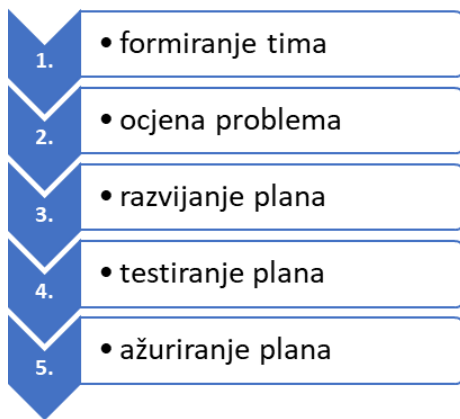 1. • formiranje tima
2. • ocjena problema
3. • razvijanje plana
4. • testiranje plana
5. • ažuriranje plana